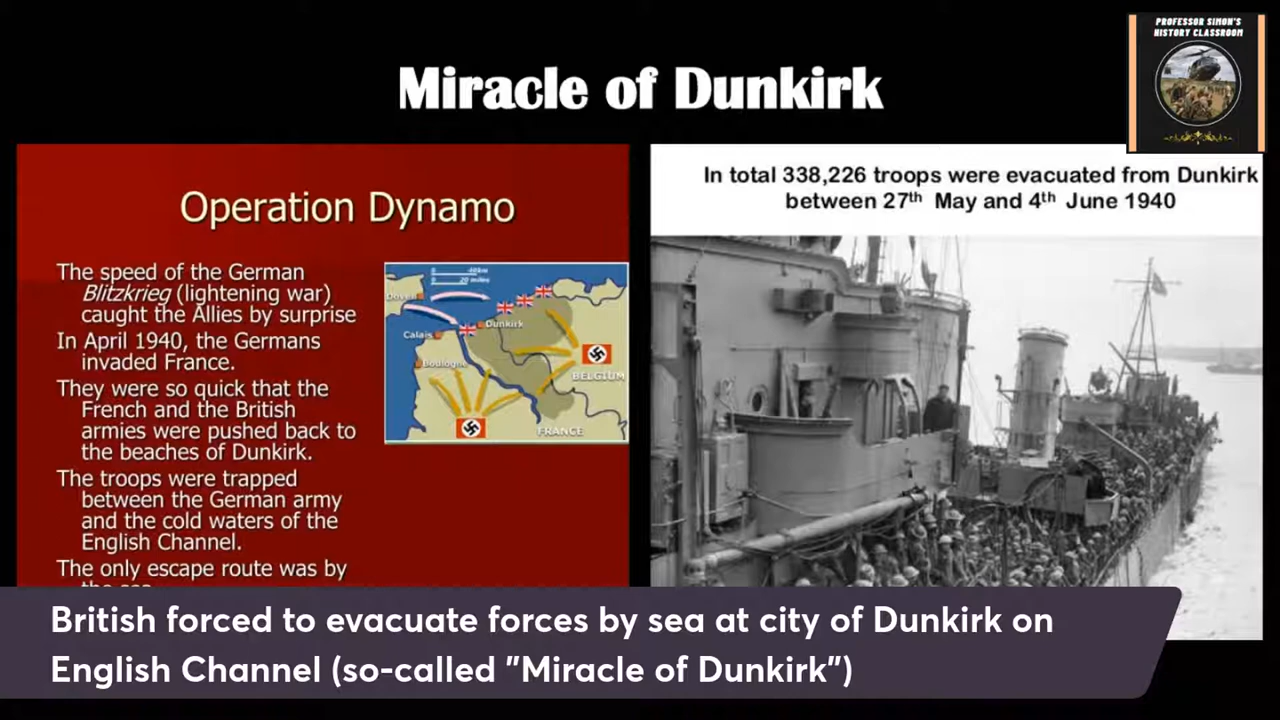 PROFESSOR SIMON'S
HISTORY CLASSROOM
Miracle of Dunkirk
Operation Dynamo
The speed of the German
Blitzkrieg (lightening war)
caught the Allies by surprise
In April 1940, the Germans
invaded France.
They were so quick that the
French and the British
armies were pushed back to
the beaches of Dunkirk.
The troops were trapped
between the German army
and the cold waters of the
English Channel.
The only escape route was by
0
20 miles
Dover
Dunkirk
Calais
Boulogne
BELGIUM
FRANCE
In total 338,226 troops were evacuated from Dunkirk
between 27th May and 4th June 1940
British forced to evacuate forces by sea at city of Dunkirk on
English Channel (so-called "Miracle of Dunkirk")